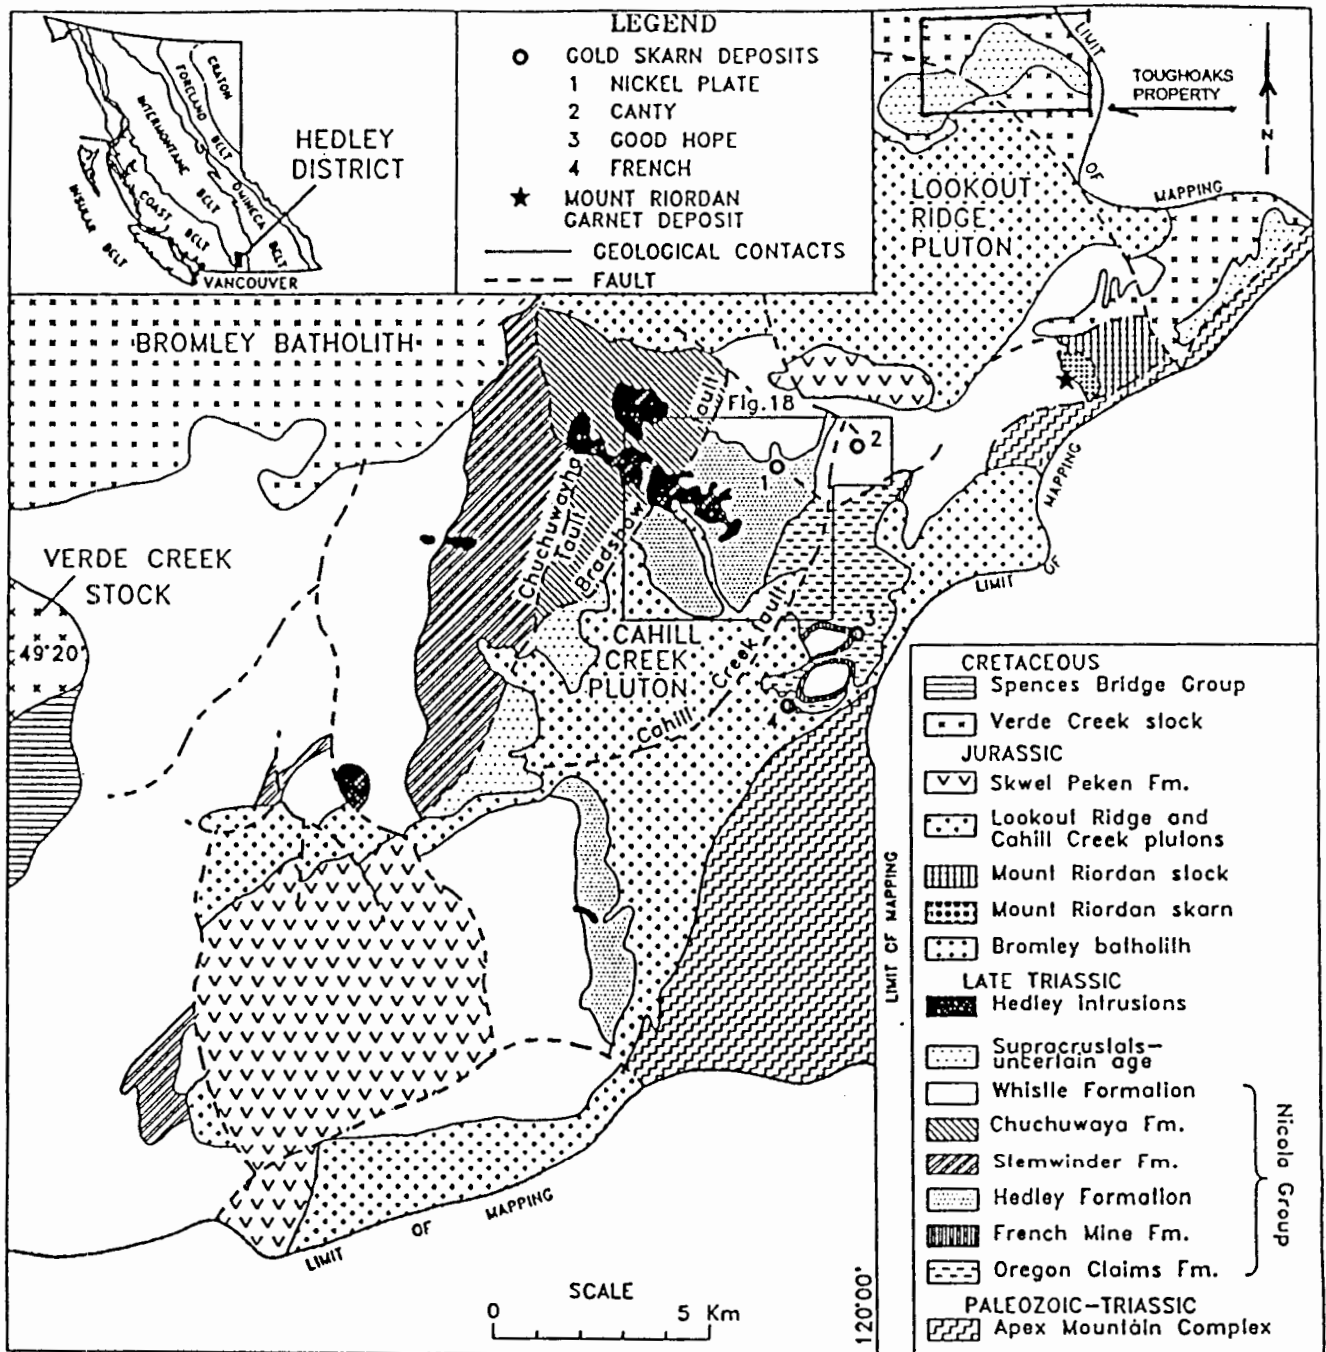 CRATON
FORELAND BELT
OMINECA BELT
INTERMONTANE BELT
COAST BELT
INSULAR BELT
VANCOUVER
HEDLEY
DISTRICT
LEGEND
GOLD SKARN DEPOSITS
1 NICKEL PLATE
2 CANTY
3 GOOD HOPE
4 FRENCH
MOUNT RIORDAN
GARNET DEPOSIT
GEOLOGICAL CONTACTS
FAULT
LIMIT OF MAPPING
TOUGHOAKS
PROPERTY
N
LOOKOUT
RIDGE
PLUTON
BROMLEY BATHOLITH
Fig.18
ault
2
1
Chuchuwayha
Fault
Bradshaw
LIMIT OF MAPPING
VERDE CREEK
STOCK
49°20'
CAHILL
CREEK
PLUTON
Cahill Creek Fault
3
4
LIMIT OF MAPPING
LIMIT OF MAPPING
120°00'
SCALE
0 5 Km
CRETACEOUS
Spences Bridge Group
Verde Creek stock
JURASSIC
Skwel Peken Fm.
Lookout Ridge and
Cahill Creek plutons
Mount Riordan stock
Mount Riordan skarn
Bromley batholith
LATE TRIASSIC
Hedley Intrusions
Supracrustals-
uncertain age
Whistle Formation
Chuchuwaya Fm.
Stemwinder Fm.
Hedley Formation
French Mine Fm.
Oregon Claims Fm.
Nicola Group
PALEOZOIC-TRIASSIC
Apex Mountain Complex